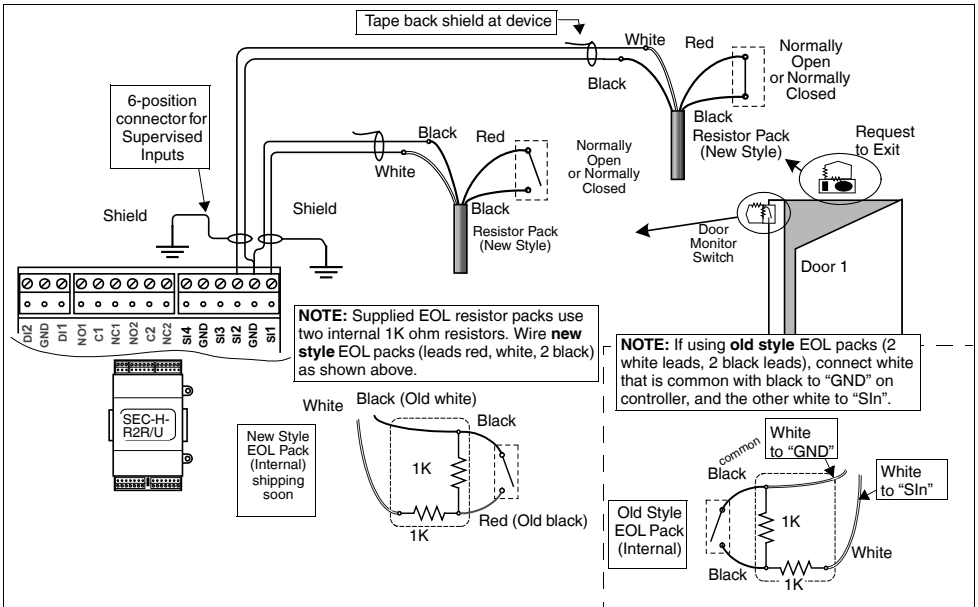 Tape back shield at device
White
Red
Normally
Open
or Normally
Closed
Black
Black
Resistor Pack
(New Style)
Request
to Exit
6-position
connector for
Supervised
Inputs
Black
Red
White
Normally
Open
or Normally
Closed
Black
Resistor Pack
(New Style)
Shield
Shield
Door
Monitor
Switch
Door 1
DI2
GND
DI1
NO1
C1
NC1
NO2
C2
NC2
SI4
GND
SI3
SI2
GND
SI1
NOTE: Supplied EOL resistor packs use
two internal 1K ohm resistors. Wire new
style EOL packs (leads red, white, 2 black)
as shown above.
NOTE: If using old style EOL packs (2
white leads, 2 black leads), connect white
that is common with black to “GND” on
controller, and the other white to “SIn”.
SEC-H-
R2R/U
New Style
EOL Pack
(Internal)
shipping
soon
White
Black (Old white)
Black
1K
1K
Red (Old black)
Old Style
EOL Pack
(Internal)
common
White
to “GND”
White
to “SIn”
Black
1K
Black
White
1K